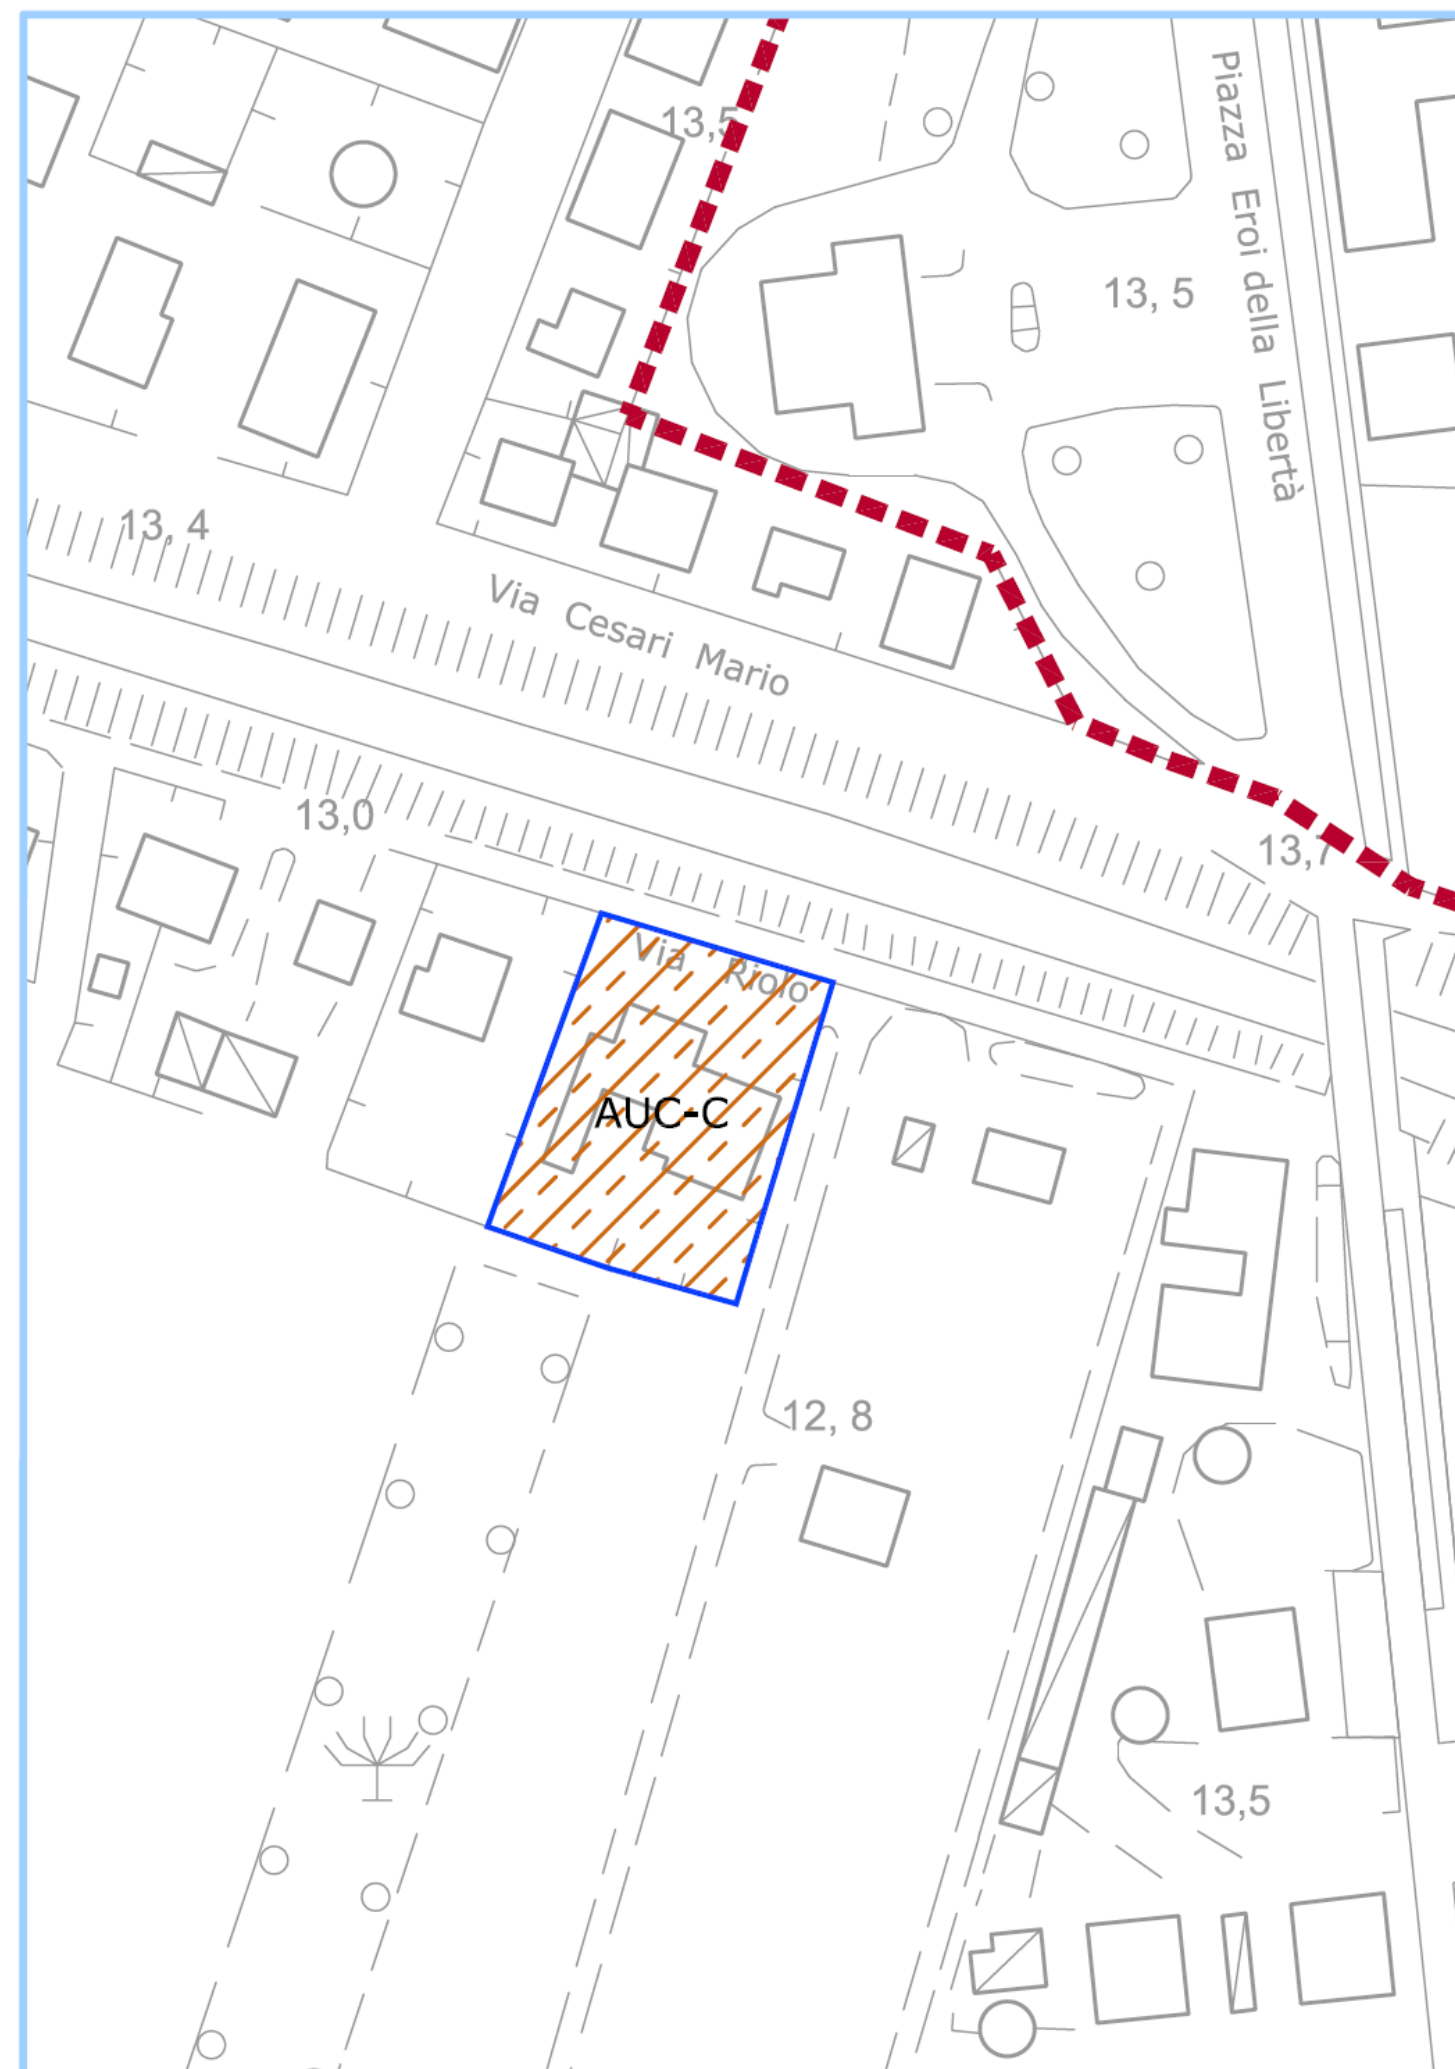 13,5
Piazza Eroi della Libertà
13, 5
13, 4
Via Cesari Mario
13,0
13,7
Via Riolo
AUC-C
12, 8
13,5